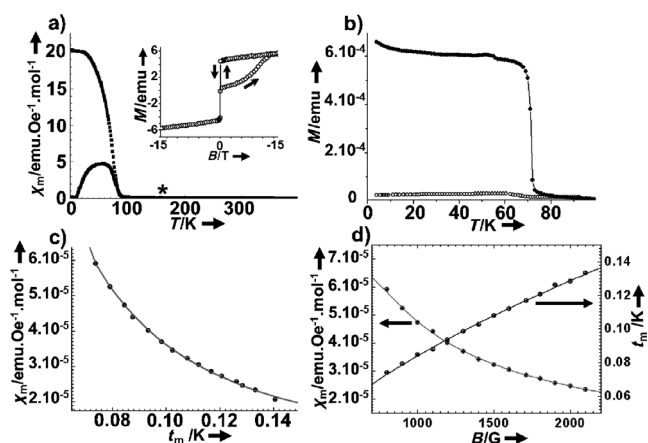 a)
χm/emu.Oe-1.mol-1
20
15
10
5
0
0 100 200 300
T/K
*
M/emu
6
3
0
-3
-6
-15 0 -15
B/T
b)
M/emu
6.10-4
4.10-4
2.10-4
0
0 20 40 60 80
T/K
c)
χm/emu.Oe-1.mol-1
6.10-5
5.10-5
4.10-5
3.10-5
2.10-5
0.08 0.10 0.12 0.14
tm/K
d)
χm/emu.Oe-1.mol-1
7.10-5
6.10-5
5.10-5
4.10-5
3.10-5
2.10-5
1000 1500 2000
B/G
0.14
0.12
0.10
0.08
0.06
tm/K